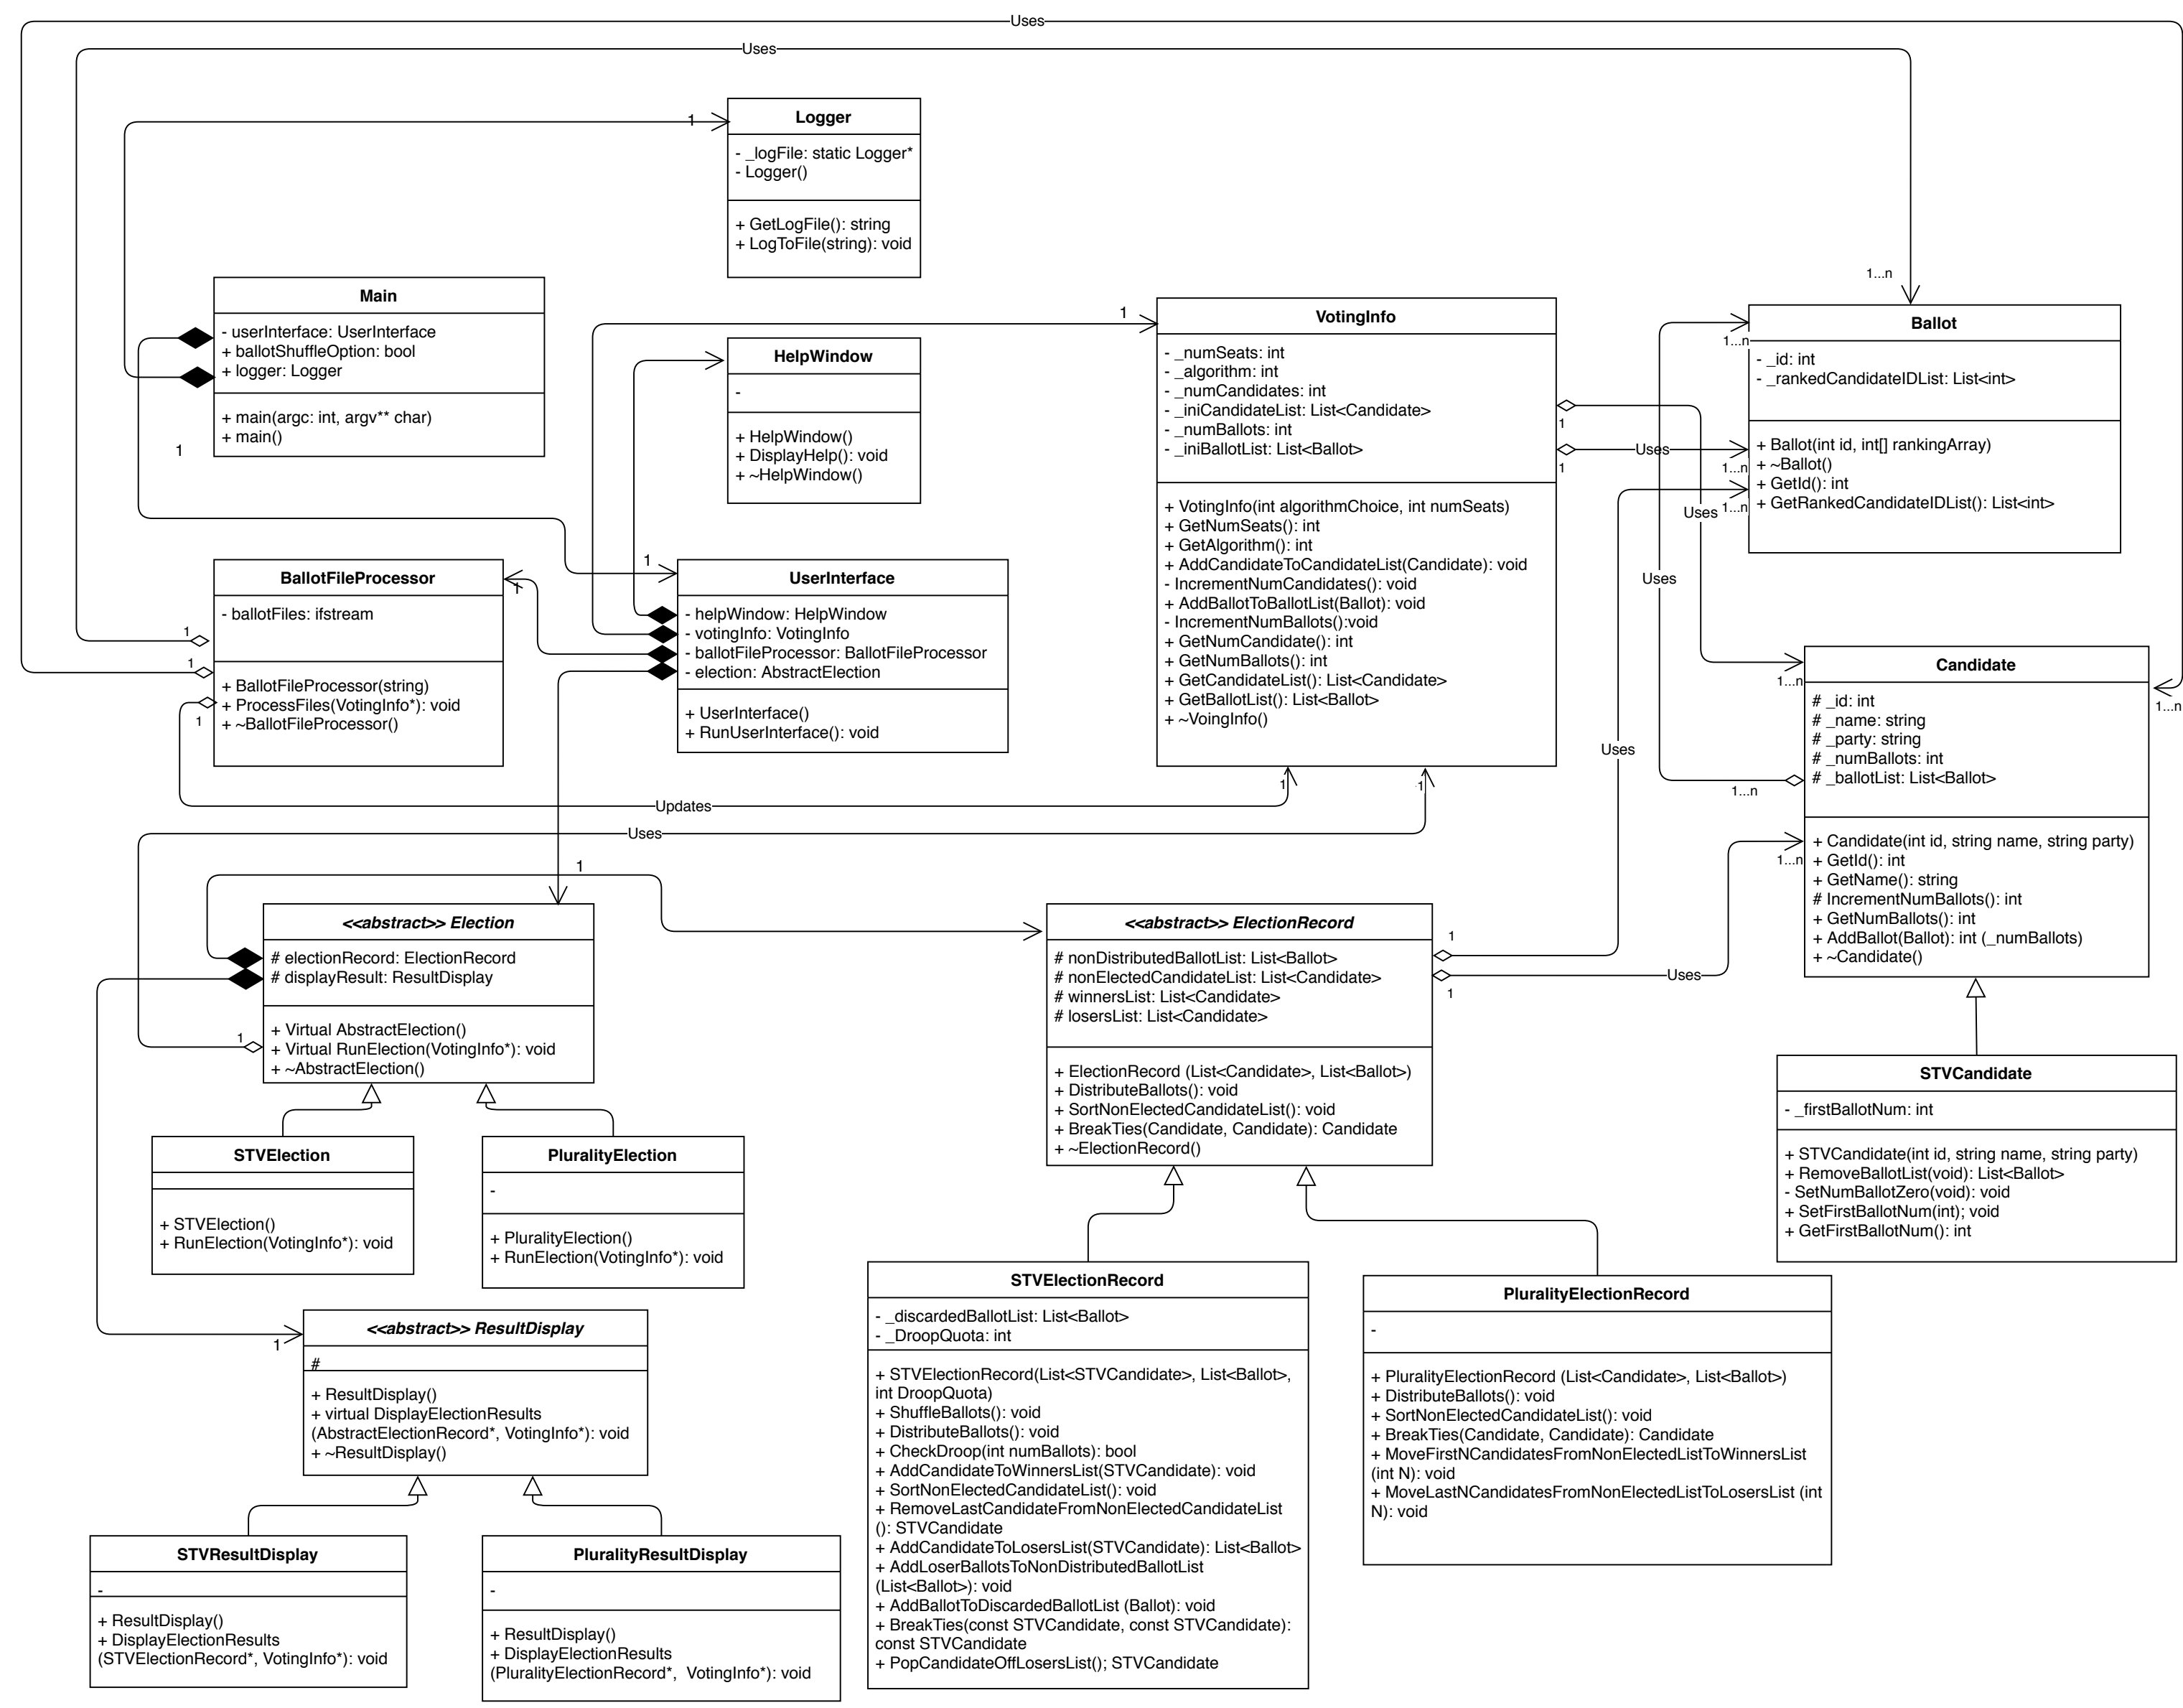 Uses
Uses
Logger
- _logFile: static Logger*
- Logger()
+ GetLogFile(): string
+ LogToFile(string): void
1
Main
- userInterface: UserInterface
+ ballotShuffleOption: bool
+ logger: Logger
+ main(argc: int, argv** char)
+ main()
1
HelpWindow
-
+ HelpWindow()
+ DisplayHelp(): void
+ ~HelpWindow()
1
VotingInfo
- _numSeats: int
- _algorithm: int
- _numCandidates: int
- _iniCandidateList: List<Candidate>
- _numBallots: int
- _iniBallotList: List<Ballot>
+ VotingInfo(int algorithmChoice, int numSeats)
+ GetNumSeats(): int
+ GetAlgorithm(): int
+ AddCandidateToCandidateList(Candidate): void
- IncrementNumCandidates(): void
+ AddBallotToBallotList(Ballot): void
- IncrementNumBallots():void
+ GetNumCandidate(): int
+ GetNumBallots(): int
+ GetCandidateList(): List<Candidate>
+ GetBallotList(): List<Ballot>
+ ~VoingInfo()
1
1
Uses
Uses
1...n
1...n
1...n
1...n
Ballot
- _id: int
- _rankedCandidateIDList: List<int>
+ Ballot(int id, int[] rankingArray)
+ ~Ballot()
+ GetId(): int
+ GetRankedCandidateIDList(): List<int>
BallotFileProcessor
- ballotFiles: ifstream
+ BallotFileProcessor(string)
+ ProcessFiles(VotingInfo*): void
+ ~BallotFileProcessor()
1
1
1
1
1
UserInterface
- helpWindow: HelpWindow
- votingInfo: VotingInfo
- ballotFileProcessor: BallotFileProcessor
- election: AbstractElection
+ UserInterface()
+ RunUserInterface(): void
Uses
Uses
1...n
1...n
1...n
1...n
Candidate
# _id: int
# _name: string
# _party: string
# _numBallots: int
# _ballotList: List<Ballot>
+ Candidate(int id, string name, string party)
+ GetId(): int
+ GetName(): string
# IncrementNumBallots(): int
+ GetNumBallots(): int
+ AddBallot(Ballot): int (_numBallots)
+ ~Candidate()
Updates
1
Uses
1
1
<<abstract>> Election
# electionRecord: ElectionRecord
# displayResult: ResultDisplay
+ Virtual AbstractElection()
+ Virtual RunElection(VotingInfo*): void
+ ~AbstractElection()
1
<<abstract>> ElectionRecord
# nonDistributedBallotList: List<Ballot>
# nonElectedCandidateList: List<Candidate>
# winnersList: List<Candidate>
# losersList: List<Candidate>
+ ElectionRecord (List<Candidate>, List<Ballot>)
+ DistributeBallots(): void
+ SortNonElectedCandidateList(): void
+ BreakTies(Candidate, Candidate): Candidate
+ ~ElectionRecord()
1
1
Uses
STVCandidate
- _firstBallotNum: int
+ STVCandidate(int id, string name, string party)
+ RemoveBallotList(void): List<Ballot>
- SetNumBallotZero(void): void
+ SetFirstBallotNum(int); void
+ GetFirstBallotNum(): int
STVElection
+ STVElection()
+ RunElection(VotingInfo*): void
PluralityElection
-
+ PluralityElection()
+ RunElection(VotingInfo*): void
STVElectionRecord
- _discardedBallotList: List<Ballot>
- _DroopQuota: int
+ STVElectionRecord(List<STVCandidate>, List<Ballot>,
int DroopQuota)
+ ShuffleBallots(): void
+ DistributeBallots(): void
+ CheckDroop(int numBallots): bool
+ AddCandidateToWinnersList(STVCandidate): void
+ SortNonElectedCandidateList(): void
+ RemoveLastCandidateFromNonElectedCandidateList
(): STVCandidate
+ AddCandidateToLosersList(STVCandidate): List<Ballot>
+ AddLoserBallotsToNonDistributedBallotList
(List<Ballot>): void
+ AddBallotToDiscardedBallotList (Ballot): void
+ BreakTies(const STVCandidate, const STVCandidate):
const STVCandidate
+ PopCandidateOffLosersList(); STVCandidate
PluralityElectionRecord
-
+ PluralityElectionRecord (List<Candidate>, List<Ballot>)
+ DistributeBallots(): void
+ SortNonElectedCandidateList(): void
+ BreakTies(Candidate, Candidate): Candidate
+ MoveFirstNCandidatesFromNonElectedListToWinnersList
(int N): void
+ MoveLastNCandidatesFromNonElectedListToLosersList (int
N): void
1
<<abstract>> ResultDisplay
#
+ ResultDisplay()
+ virtual DisplayElectionResults
(AbstractElectionRecord*, VotingInfo*): void
+ ~ResultDisplay()
STVResultDisplay
-
+ ResultDisplay()
+ DisplayElectionResults
(STVElectionRecord*, VotingInfo*): void
PluralityResultDisplay
-
+ ResultDisplay()
+ DisplayElectionResults
(PluralityElectionRecord*, VotingInfo*): void